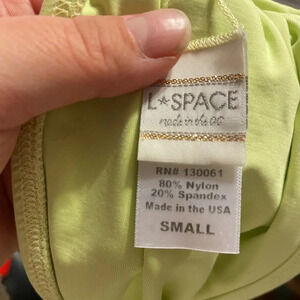 L★SPACE
made in the OC
RN# 130061
80% Nylon
20% Spandex
Made in the USA
SMALL